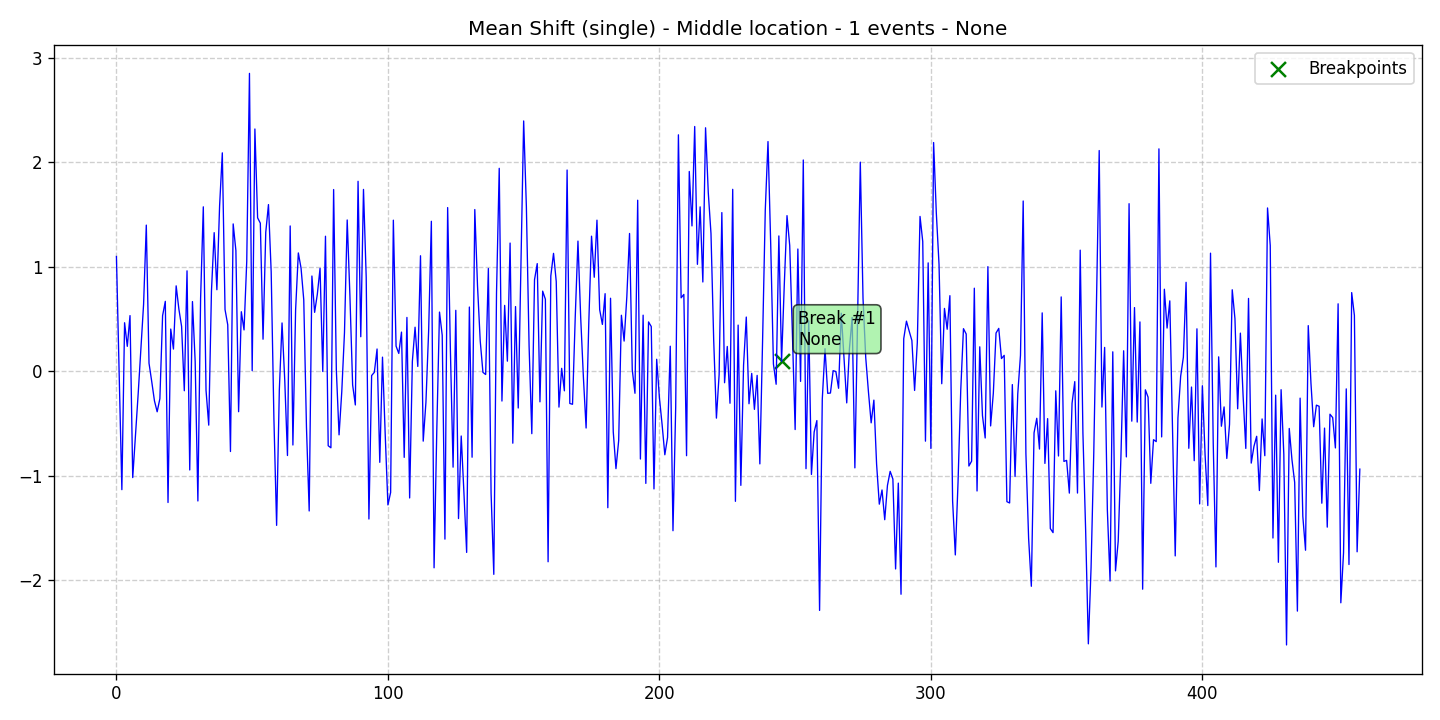 Mean Shift (single) - Middle location - 1 events - None
Breakpoints
3
2
1
0
−1
−2
Break #1
None
0
100
200
300
400